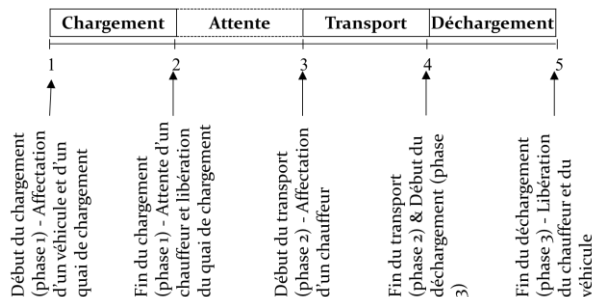 Chargement Attente Transport Déchargement
1 2 3 4 5
Début du chargement
(phase 1) - Affectation
d'un véhicule et d'un
quai de chargement
Fin du chargement
(phase 1) - Attente d'un
chauffeur et libération
du quai de chargement
Début du transport
(phase 2) - Affectation
d'un chauffeur
Fin du transport
(phase 2) & Début du
déchargement (phase
3)
Fin du déchargement
(phase 3) - Libération
du chauffeur et du
véhicule